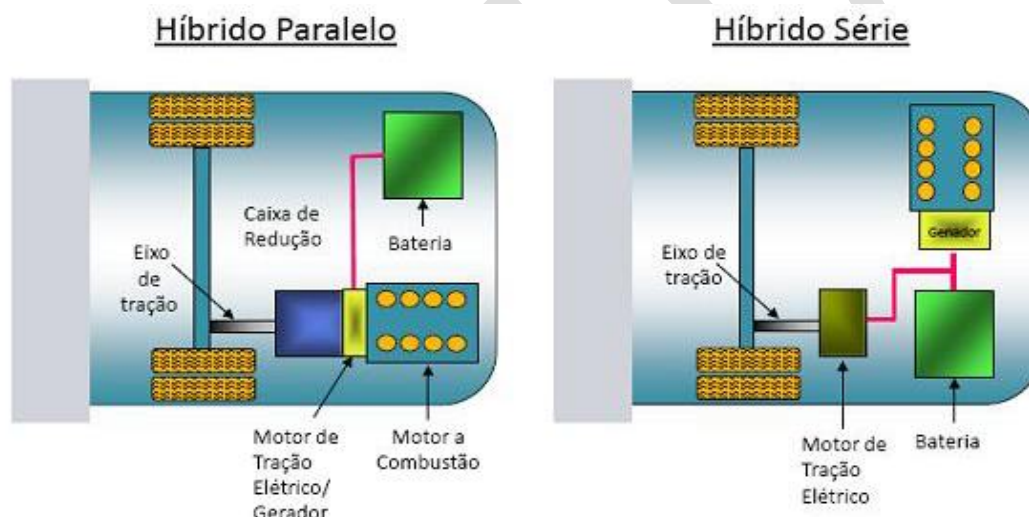 Híbrido Paralelo
Caixa de
Redução
Bateria
Eixo
de
tração
Motor de
Tração
Elétrico/
Gerador
Motor a
Combustão
Híbrido Série
Gerador
Eixo de
tração
Motor de
Tração
Elétrico
Bateria